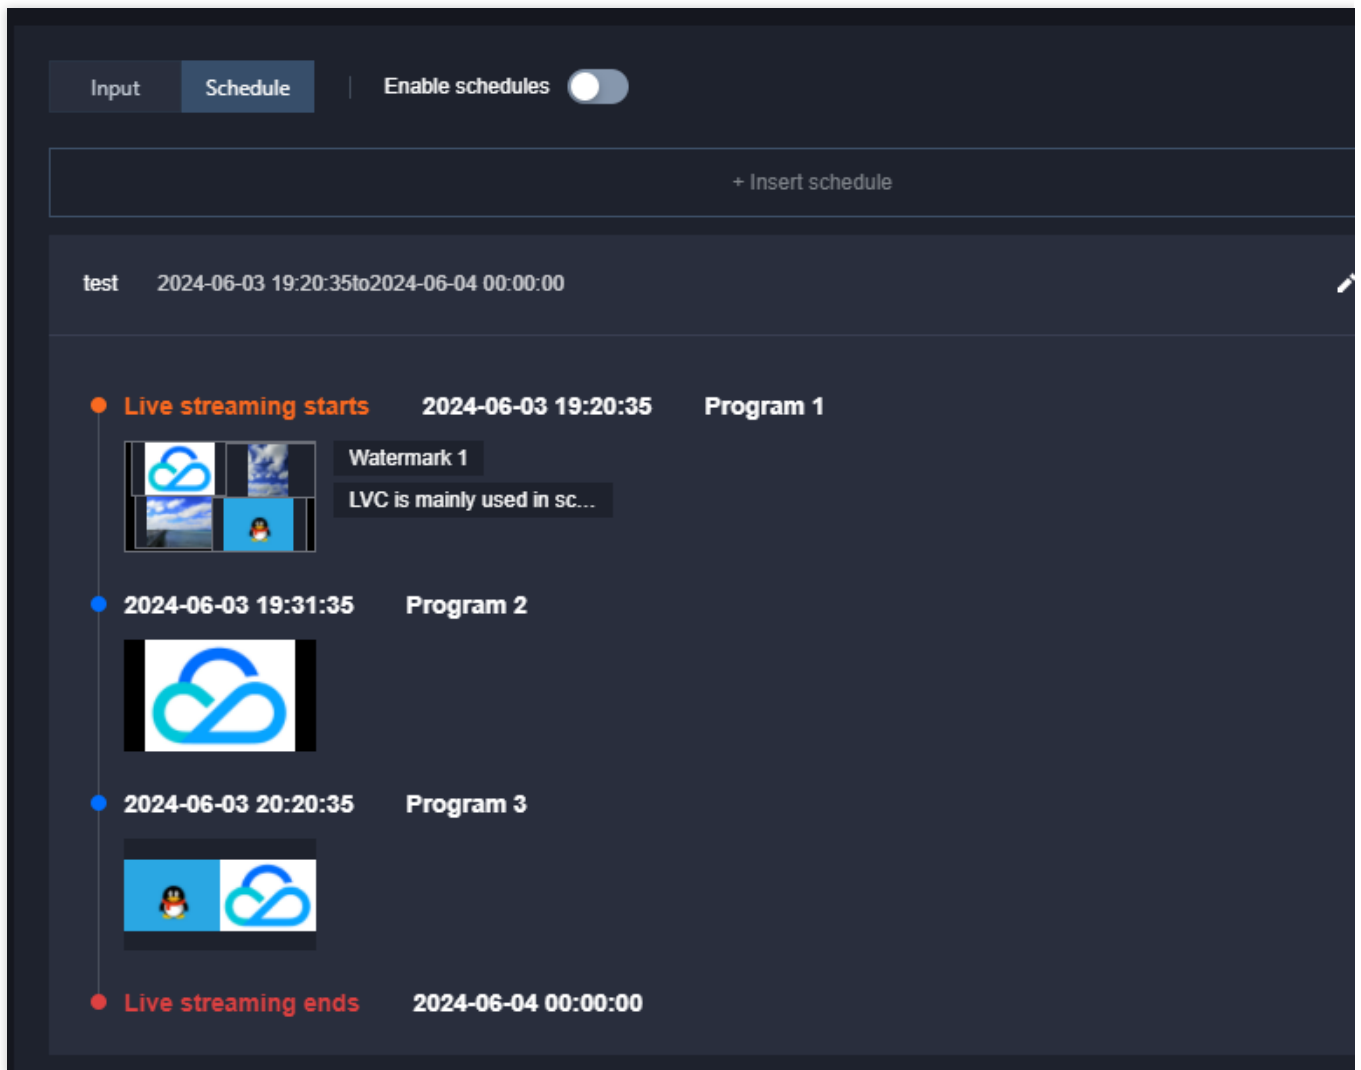 Input Schedule Enable schedules
+ Insert schedule
test 2024-06-03 19:20:35to2024-06-04 00:00:00
Live streaming starts 2024-06-03 19:20:35 Program 1
Watermark 1
LVC is mainly used in sc...
2024-06-03 19:31:35 Program 2
2024-06-03 20:20:35 Program 3
Live streaming ends 2024-06-04 00:00:00